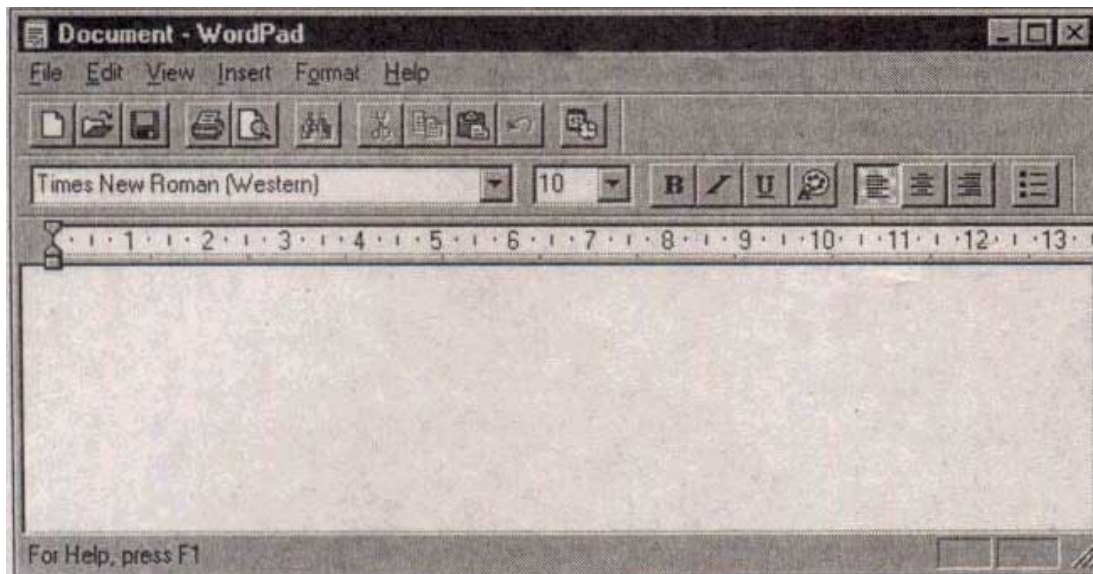 Document - WordPad
File Edit View Insert Format Help
Times New Roman (Western) 10 B I U
1 2 3 4 5 6 7 8 9 10 11 12 13
For Help, press F1